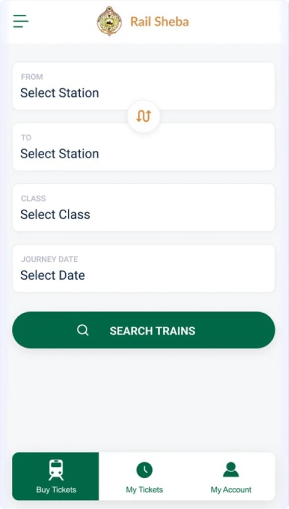 Rail Sheba
FROM
Select Station
TO
Select Station
CLASS
Select Class
JOURNEY DATE
Select Date
SEARCH TRAINS
Buy Tickets
My Tickets
My Account